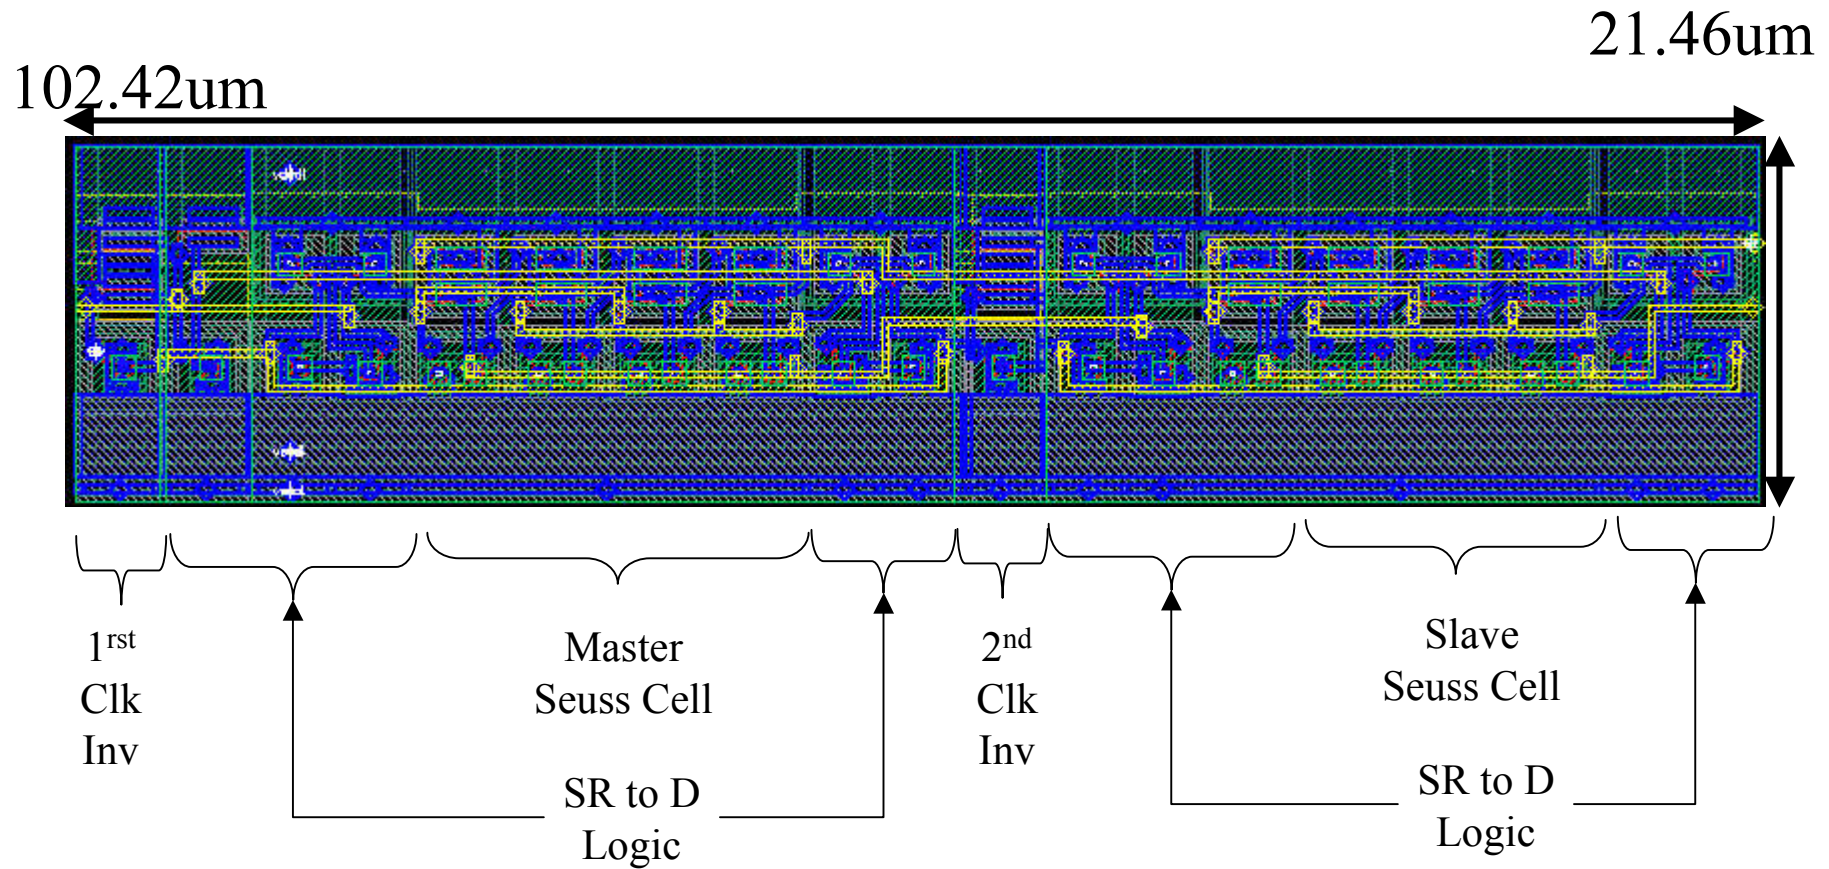 21.46um
102.42um
1rst
Clk
Inv
Master
Seuss Cell
SR to D
Logic
2nd
Clk
Inv
Slave
Seuss Cell
SR to D
Logic